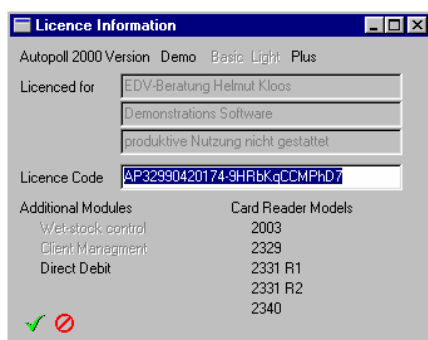 Licence Information
Autopoll 2000 Version Demo Basic Light Plus
Licenced for EDV-Beratung Helmut Kloos
Demonstrations Software
produktive Nutzung nicht gestattet
Licence Code AP32990420174-9HRbKqCCMPhD7
Additional Modules Card Reader Models
Wet-stock control 2003
Client Managment 2329
Direct Debit 2331 R1
2331 R2
2340